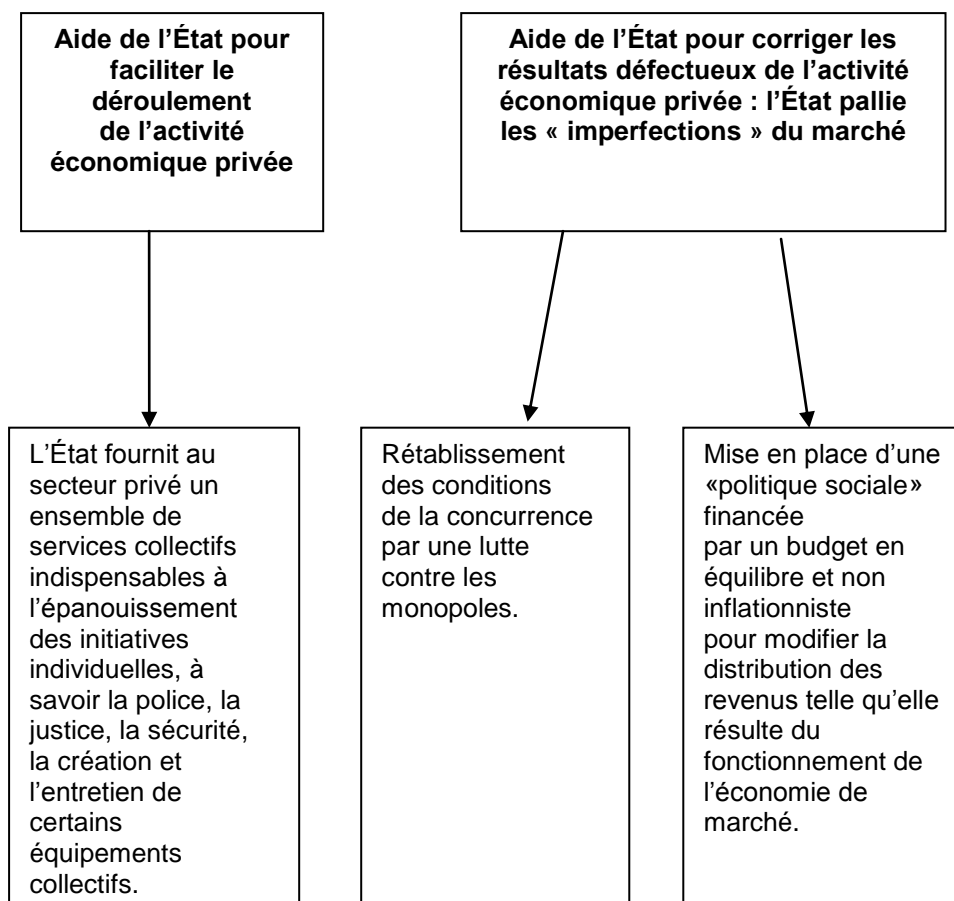 Aide de l’État pour
faciliter le
déroulement
de l’activité
économique privée
Aide de l’État pour corriger les
résultats défectueux de l’activité
économique privée : l’État pallie
les « imperfections » du marché
L’État fournit au
secteur privé un
ensemble de
services collectifs
indispensables à
l’épanouissement
des initiatives
individuelles, à
savoir la police, la
justice, la sécurité,
la création et
l’entretien de
certains
équipements
collectifs.
Rétablissement
des conditions
de la concurrence
par une lutte
contre les
monopoles.
Mise en place d’une
«politique sociale»
financée
par un budget en
équilibre et non
inflationniste
pour modifier la
distribution des
revenus telle qu’elle
résulte du
fonctionnement de
l’économie de
marché.